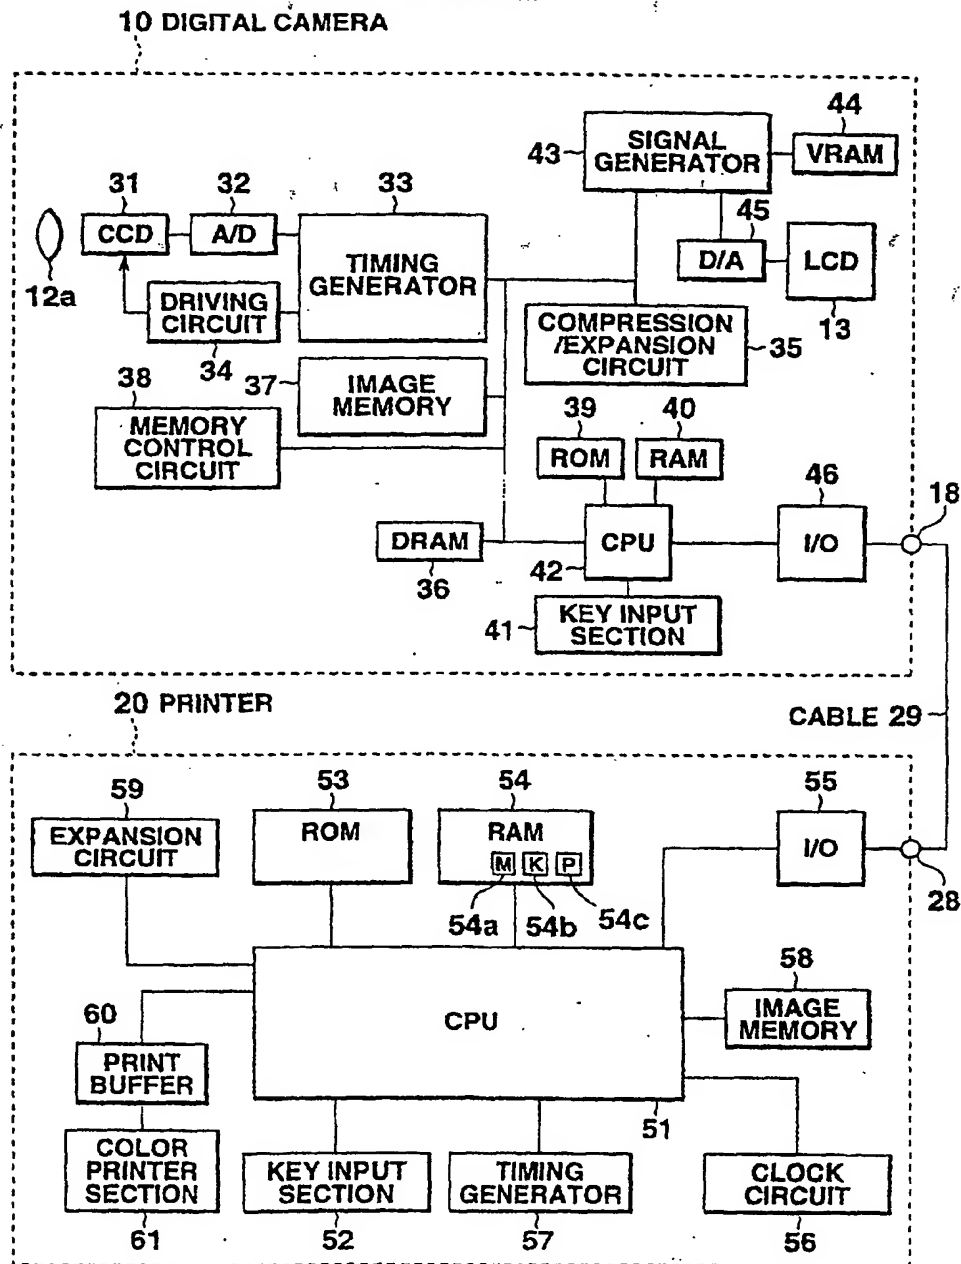 10 DIGITAL CAMERA
44
43
SIGNAL
GENERATOR
VRAM
31
32
33
45
CCD
A/D
TIMING
GENERATOR
D/A
LCD
12a
DRIVING
CIRCUIT
34
COMPRESSION
/EXPANSION
CIRCUIT
35
13
38
37
IMAGE
MEMORY
39
40
MEMORY
CONTROL
CIRCUIT
ROM
RAM
46
18
DRAM
36
CPU
42
I/O
41
KEY INPUT
SECTION
20 PRINTER
CABLE 29
59
53
54
55
EXPANSION
CIRCUIT
ROM
RAM
M K P
54a 54b 54c
I/O
28
58
CPU
IMAGE
MEMORY
60
PRINT
BUFFER
51
COLOR
PRINTER
SECTION
KEY INPUT
SECTION
TIMING
GENERATOR
CLOCK
CIRCUIT
61
52
57
56